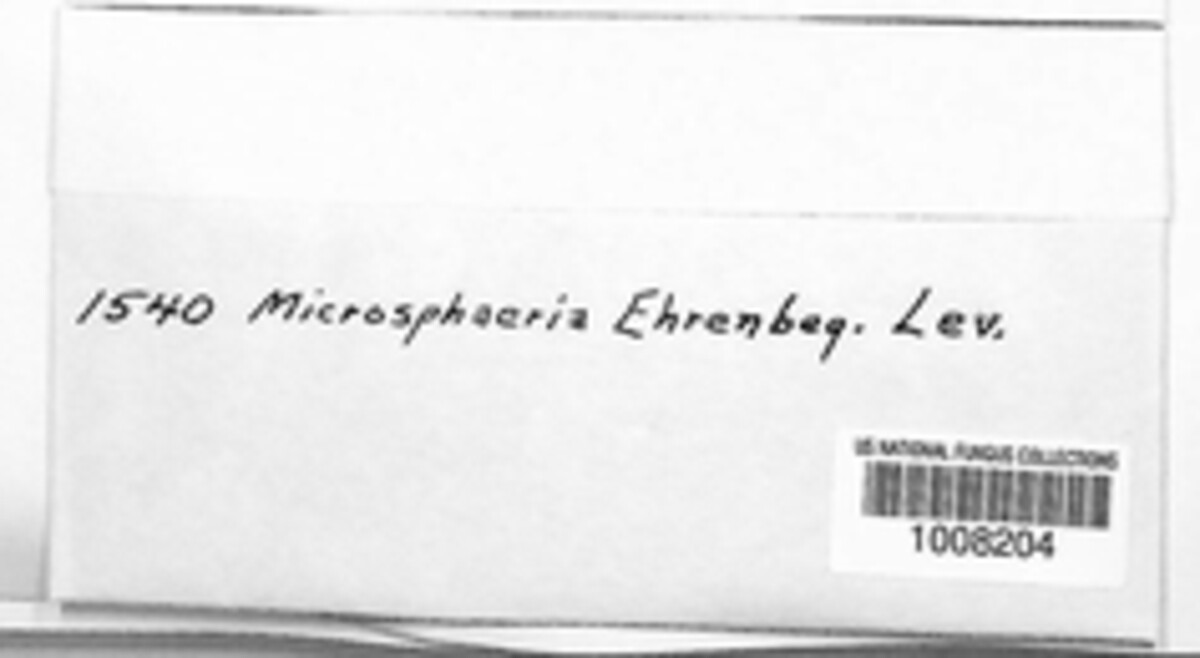 1540 Microsphaeria Ehrenbeg. Lev.
US NATIONAL FUNGUS COLLECTIONS
1008204